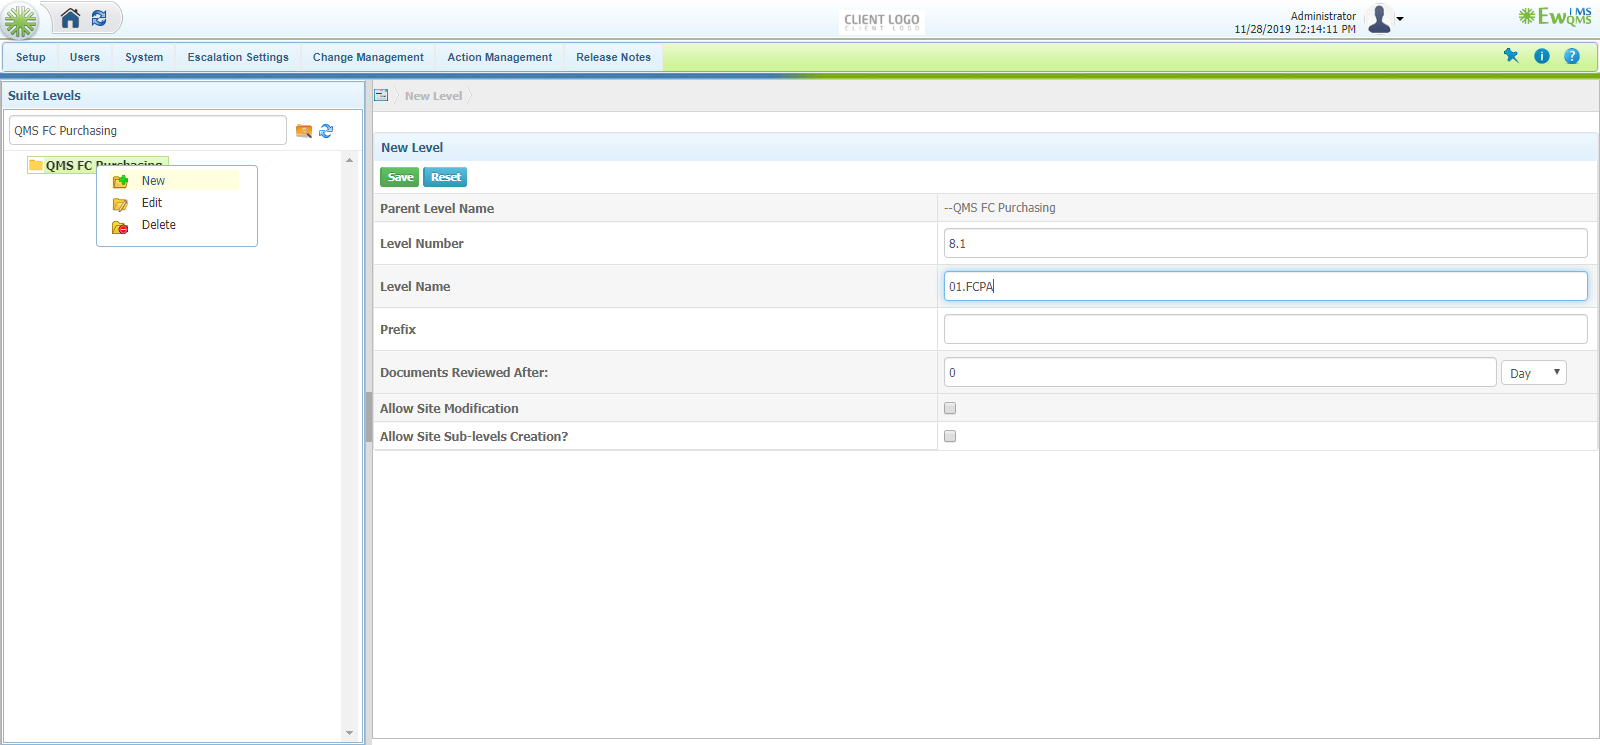 CLIENT LOGO
CLIENT LOGO
Administrator
11/28/2019 12:14:11 PM
EwQMS
IMS
Setup Users System Escalation Settings Change Management Action Management Release Notes
Suite Levels
New Level
QMS FC Purchasing
QMS FC Purchasing
New
Edit
Delete
New Level
Save Reset
Parent Level Name --QMS FC Purchasing
Level Number 8.1
Level Name 01.FCPA
Prefix
Documents Reviewed After: 0 Day
Allow Site Modification
Allow Site Sub-levels Creation?